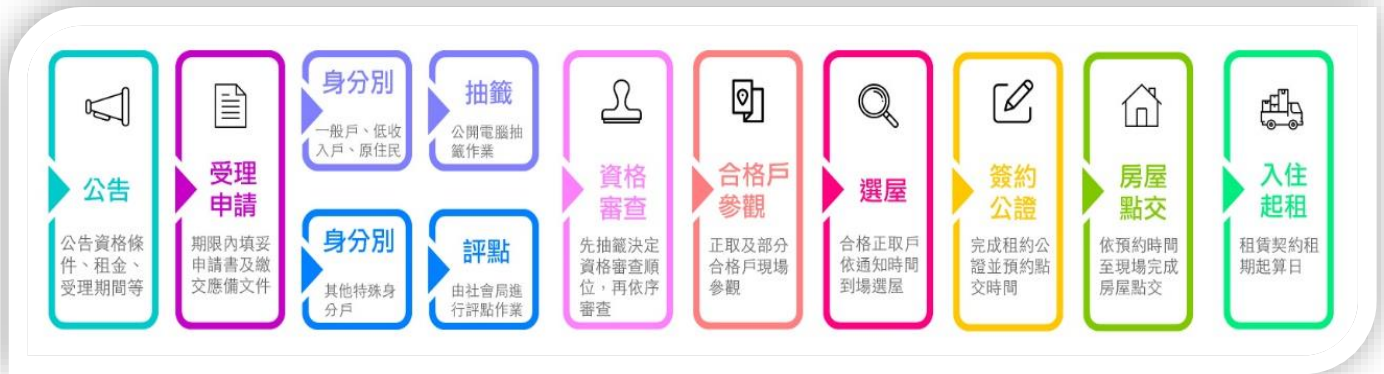 公告
公告資格條
件、租金、
受理期間等
受理
申請
期限內填妥
申請書及繳
交應備文件
身分別
一般戶、低收
入戶、原住民
抽籤
公開電腦抽
籤作業
身分別
其他特殊身
分戶
評點
由社會局進
行評點作業
資格
審查
先抽籤決定
資格審查順
位，再依序
審查
合格戶
參觀
正取及部分
合格戶現場
參觀
選屋
合格正取戶
依通知時間
到場選屋
簽約
公證
完成租約公
證並預約點
交時間
房屋
點交
依預約時間
至現場完成
房屋點交
入住
起租
租賃契約租
期起算日